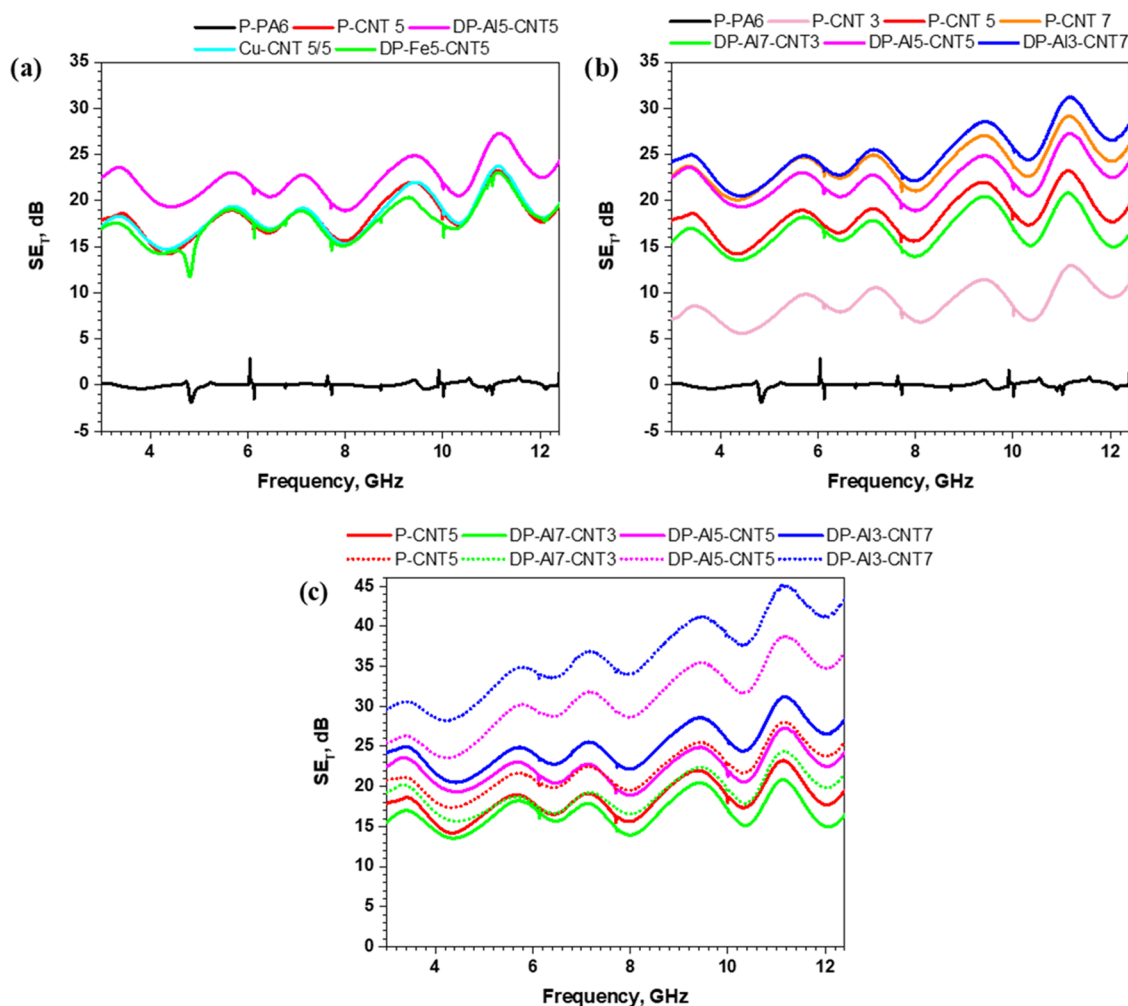 P-PA6 P-CNT 5 DP-Al5-CNT5
Cu-CNT 5/5 DP-Fe5-CNT5
(a)
35
30
25
20
15
10
5
0
-5
SET, dB
4 6 8 10 12
Frequency, GHz
P-PA6 P-CNT 3 P-CNT 5 P-CNT 7
DP-Al7-CNT3 DP-Al5-CNT5 DP-Al3-CNT7
(b)
35
30
25
20
15
10
5
0
-5
SET, dB
4 6 8 10 12
Frequency, GHz
P-CNT5 DP-Al7-CNT3 DP-Al5-CNT5 DP-Al3-CNT7
P-CNT5 DP-Al7-CNT3 DP-Al5-CNT5 DP-Al3-CNT7
(c)
45
40
35
30
25
20
15
10
5
0
SET, dB
4 6 8 10 12
Frequency, GHz